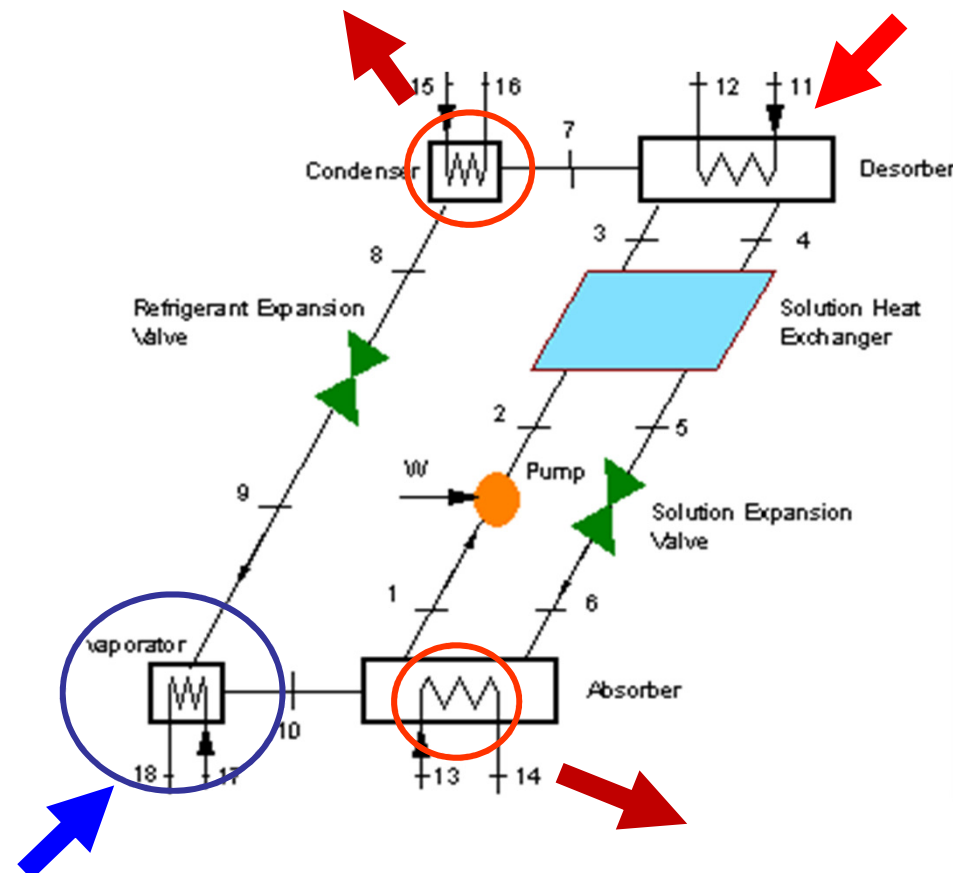 15
16
12
11
7
Condenser
Desorber
3
4
8
Refrigerant Expansion
Valve
Solution Heat
Exchanger
2
5
W
Pump
9
Solution Expansion
Valve
1
6
vaporator
Absorber
10
18
17
13
14